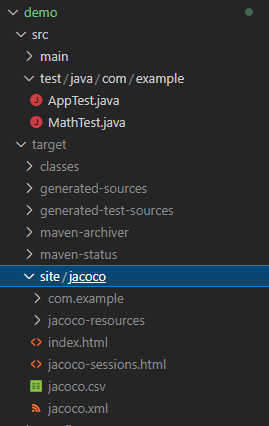 demo
src
main
test/java/com/example
AppTest.java
MathTest.java
target
classes
generated-sources
generated-test-sources
maven-archiver
maven-status
site/jacoco
com.example
jacoco-resources
index.html
jacoco-sessions.html
jacoco.csv
jacoco.xml